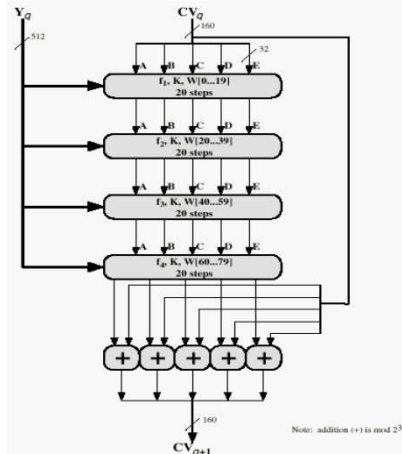 Yq CVq
160
512
32
A B C D E
f1, K, W[0...19]
20 steps
A B C D E
f2, K, W[20...39]
20 steps
A B C D E
f3, K, W[40...59]
20 steps
A B C D E
f4, K, W[60...79]
20 steps
+ + + + +
160
Note: addition (+) is mod 2^3
CVq+1